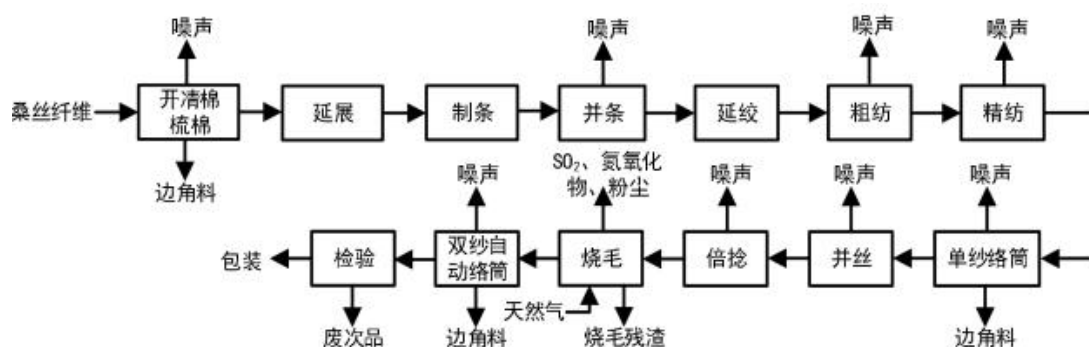 噪声
噪声
噪声
噪声
桑丝纤维
开清棉
梳棉
延展
制条
并条
延绞
粗纺
精纺
边角料
SO₂、氮氧化
物、粉尘
噪声
噪声
噪声
噪声
包装
检验
双纱自
动络筒
烧毛
倍捻
并丝
单纱络筒
天然气
废次品
边角料
烧毛残渣
边角料